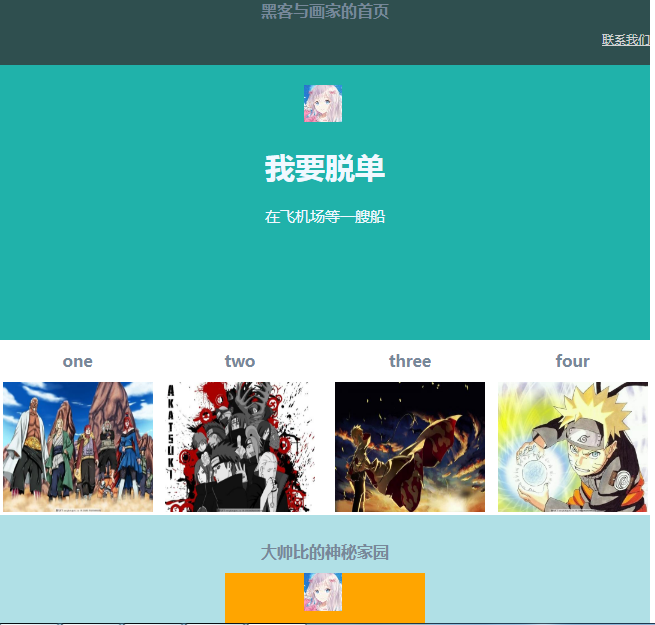 黑客与画家的首页
联系我们
我要脱单
在飞机场等一艘船
one
two
three
four
AKATSUKI
大帅比的神秘家园